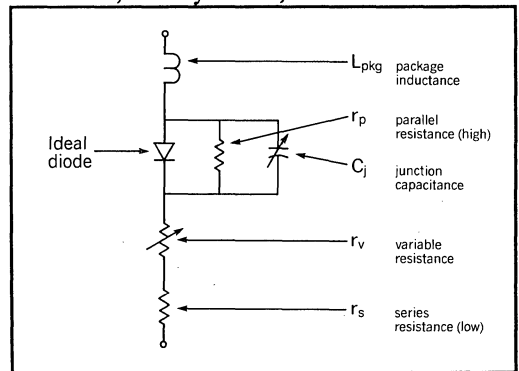 Lpkg package
inductance
rp parallel
resistance (high)
Ideal
diode
Cj junction
capacitance
rv variable
resistance
rs series
resistance (low)